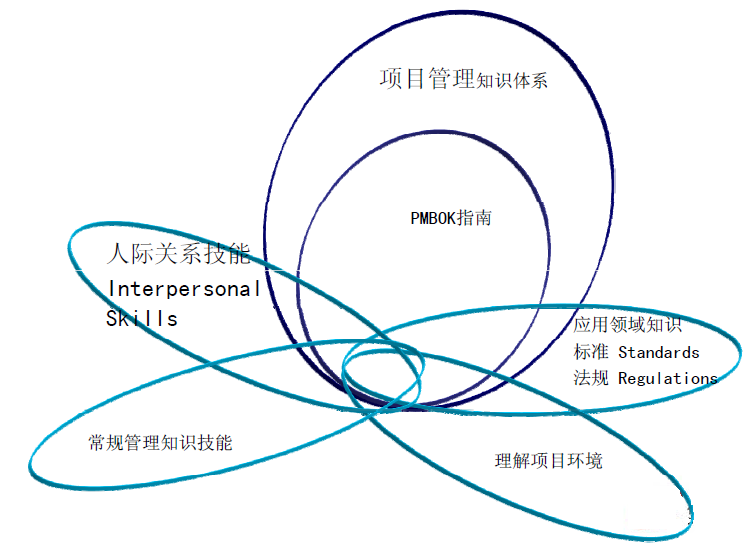 项目管理知识体系
PMBOK指南
人际关系技能
Interpersonal
Skills
应用领域知识
标准 Standards
法规 Regulations
常规管理知识技能
理解项目环境